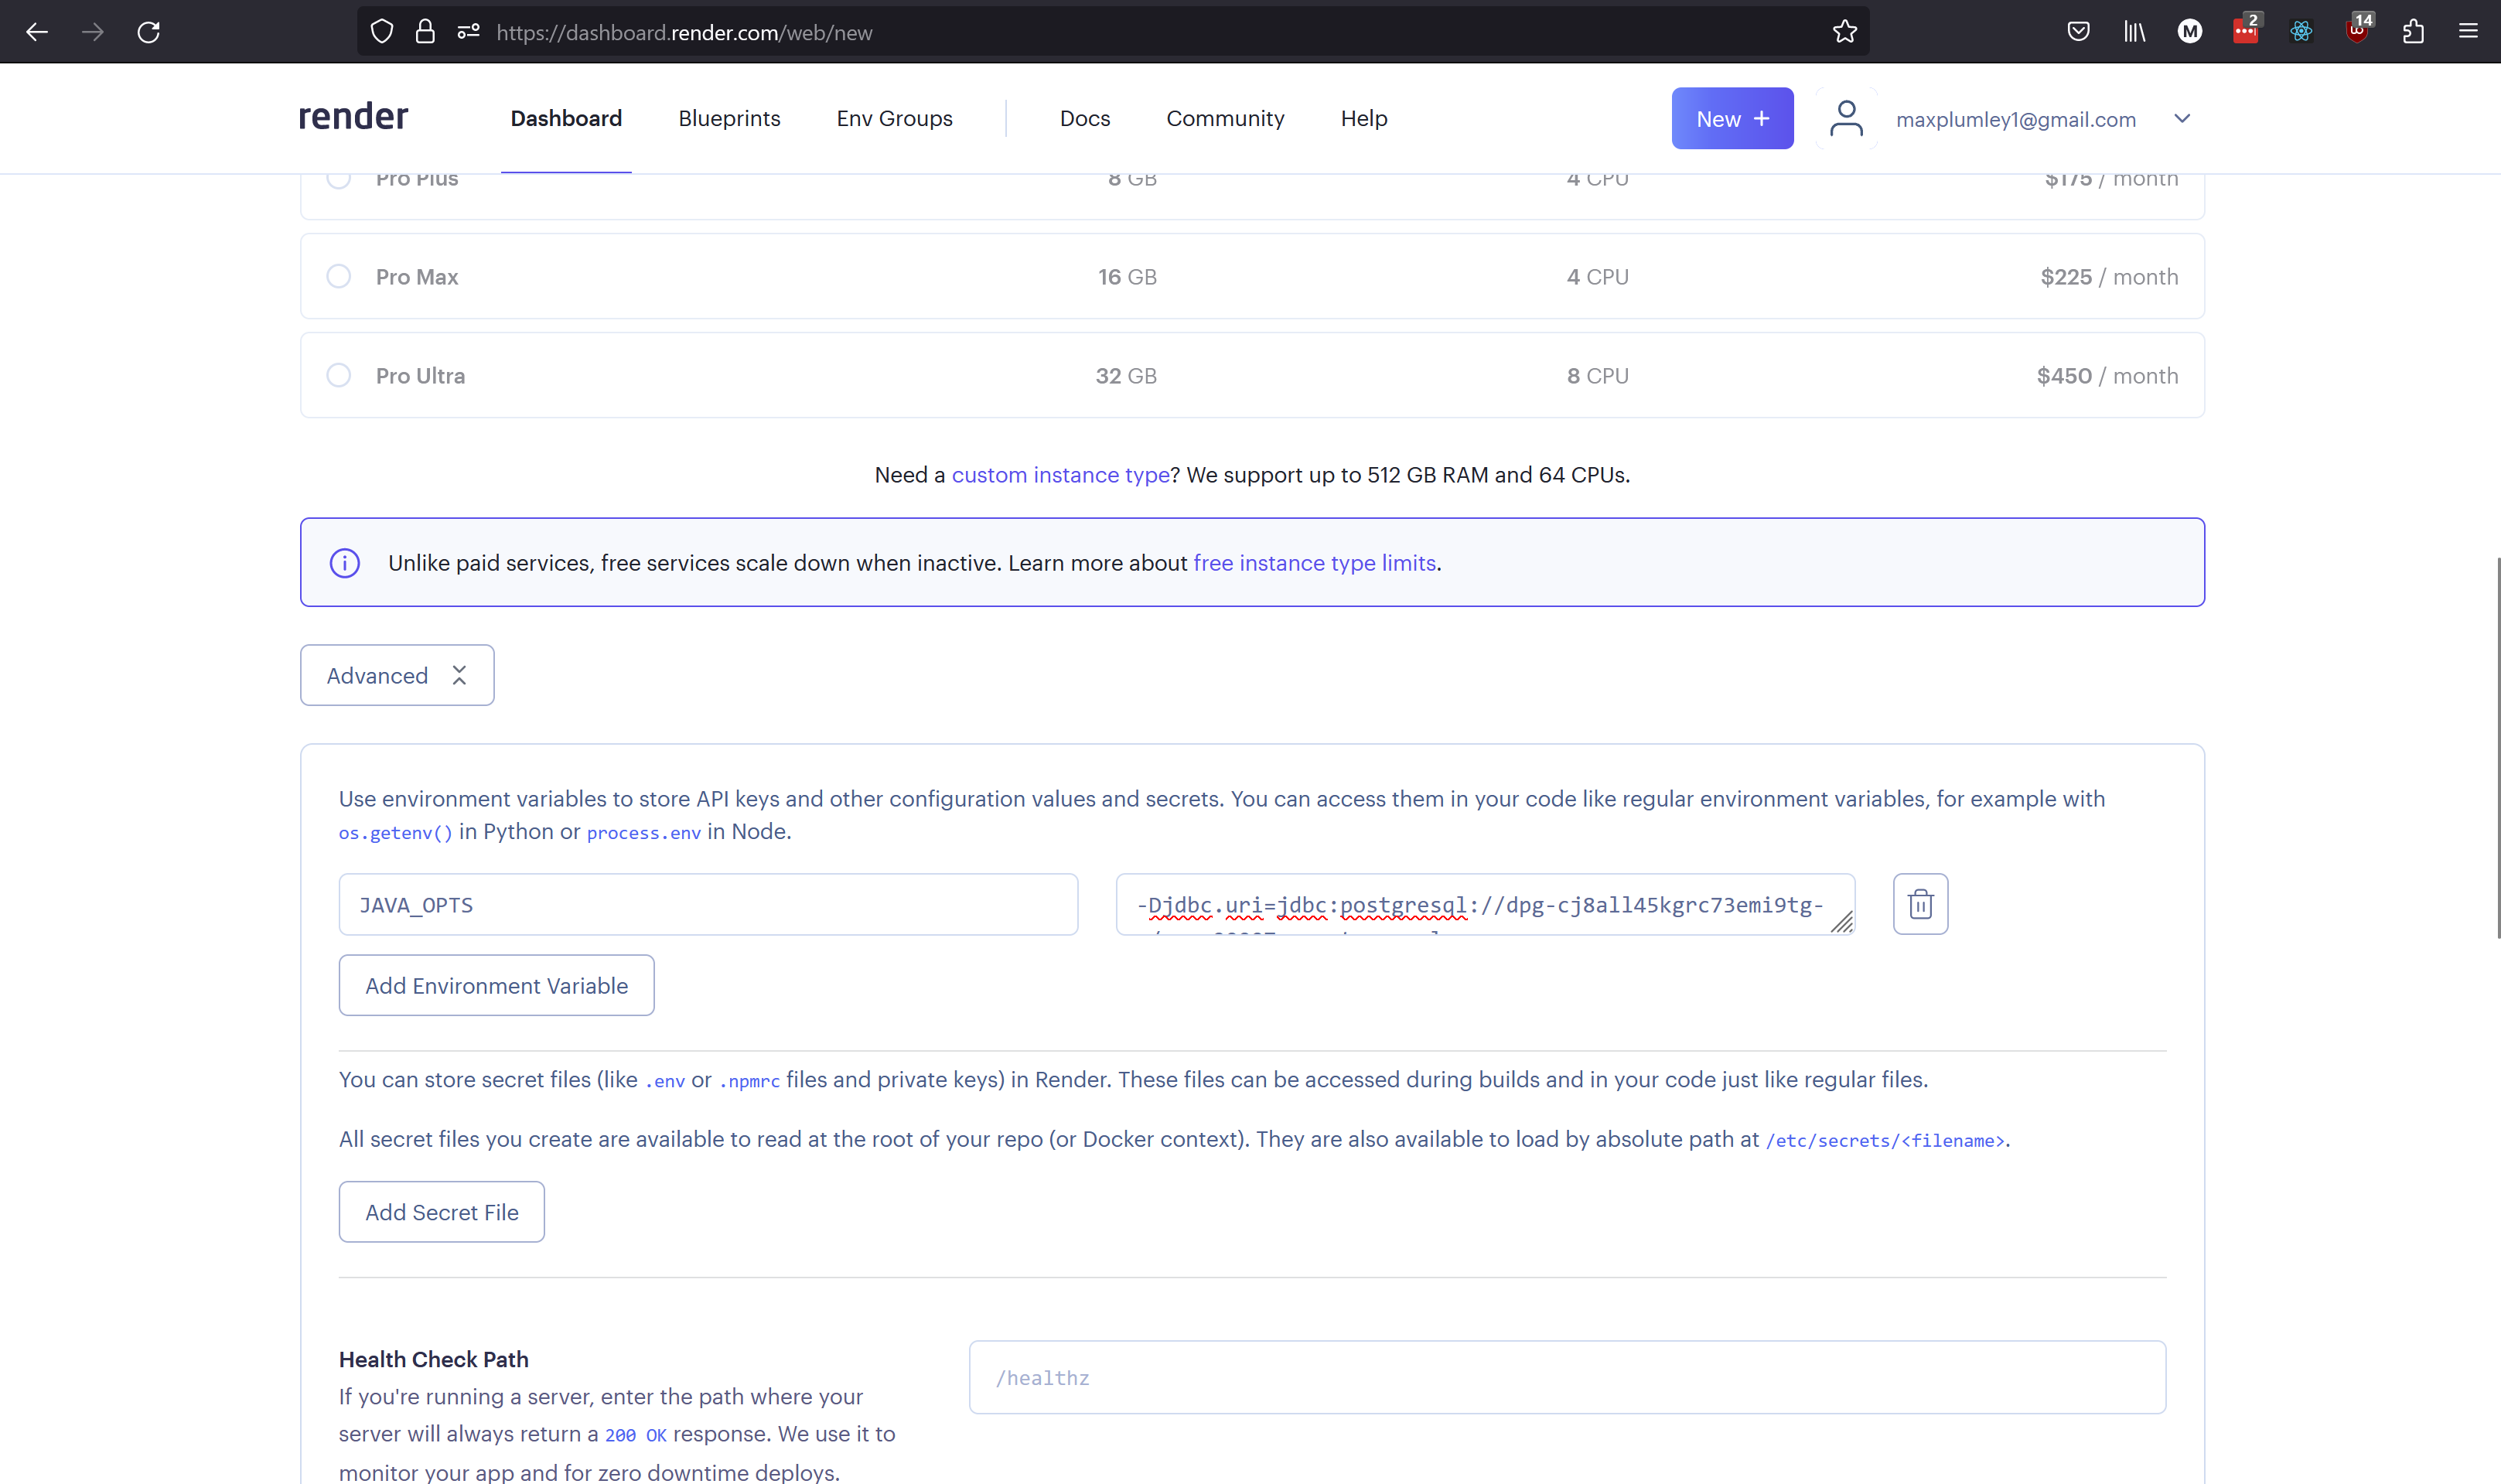 https://dashboard.render.com/web/new
M
2
14
render
Dashboard
Blueprints
Env Groups
Docs
Community
Help
New +
maxplumley1@gmail.com
Pro Plus 8 GB 4 CPU $175 / month
Pro Max 16 GB 4 CPU $225 / month
Pro Ultra 32 GB 8 CPU $450 / month
Need a custom instance type? We support up to 512 GB RAM and 64 CPUs.
Unlike paid services, free services scale down when inactive. Learn more about free instance type limits.
Advanced
Use environment variables to store API keys and other configuration values and secrets. You can access them in your code like regular environment variables, for example with
os.getenv() in Python or process.env in Node.
JAVA_OPTS
-Djdbc.uri=jdbc:postgresql://dpg-cj8all45kgrc73emi9tg-
Add Environment Variable
You can store secret files (like .env or .npmrc files and private keys) in Render. These files can be accessed during builds and in your code just like regular files.
All secret files you create are available to read at the root of your repo (or Docker context). They are also available to load by absolute path at /etc/secrets/<filename>.
Add Secret File
Health Check Path
/healthz
If you're running a server, enter the path where your
server will always return a 200 OK response. We use it to
monitor your app and for zero downtime deploys.